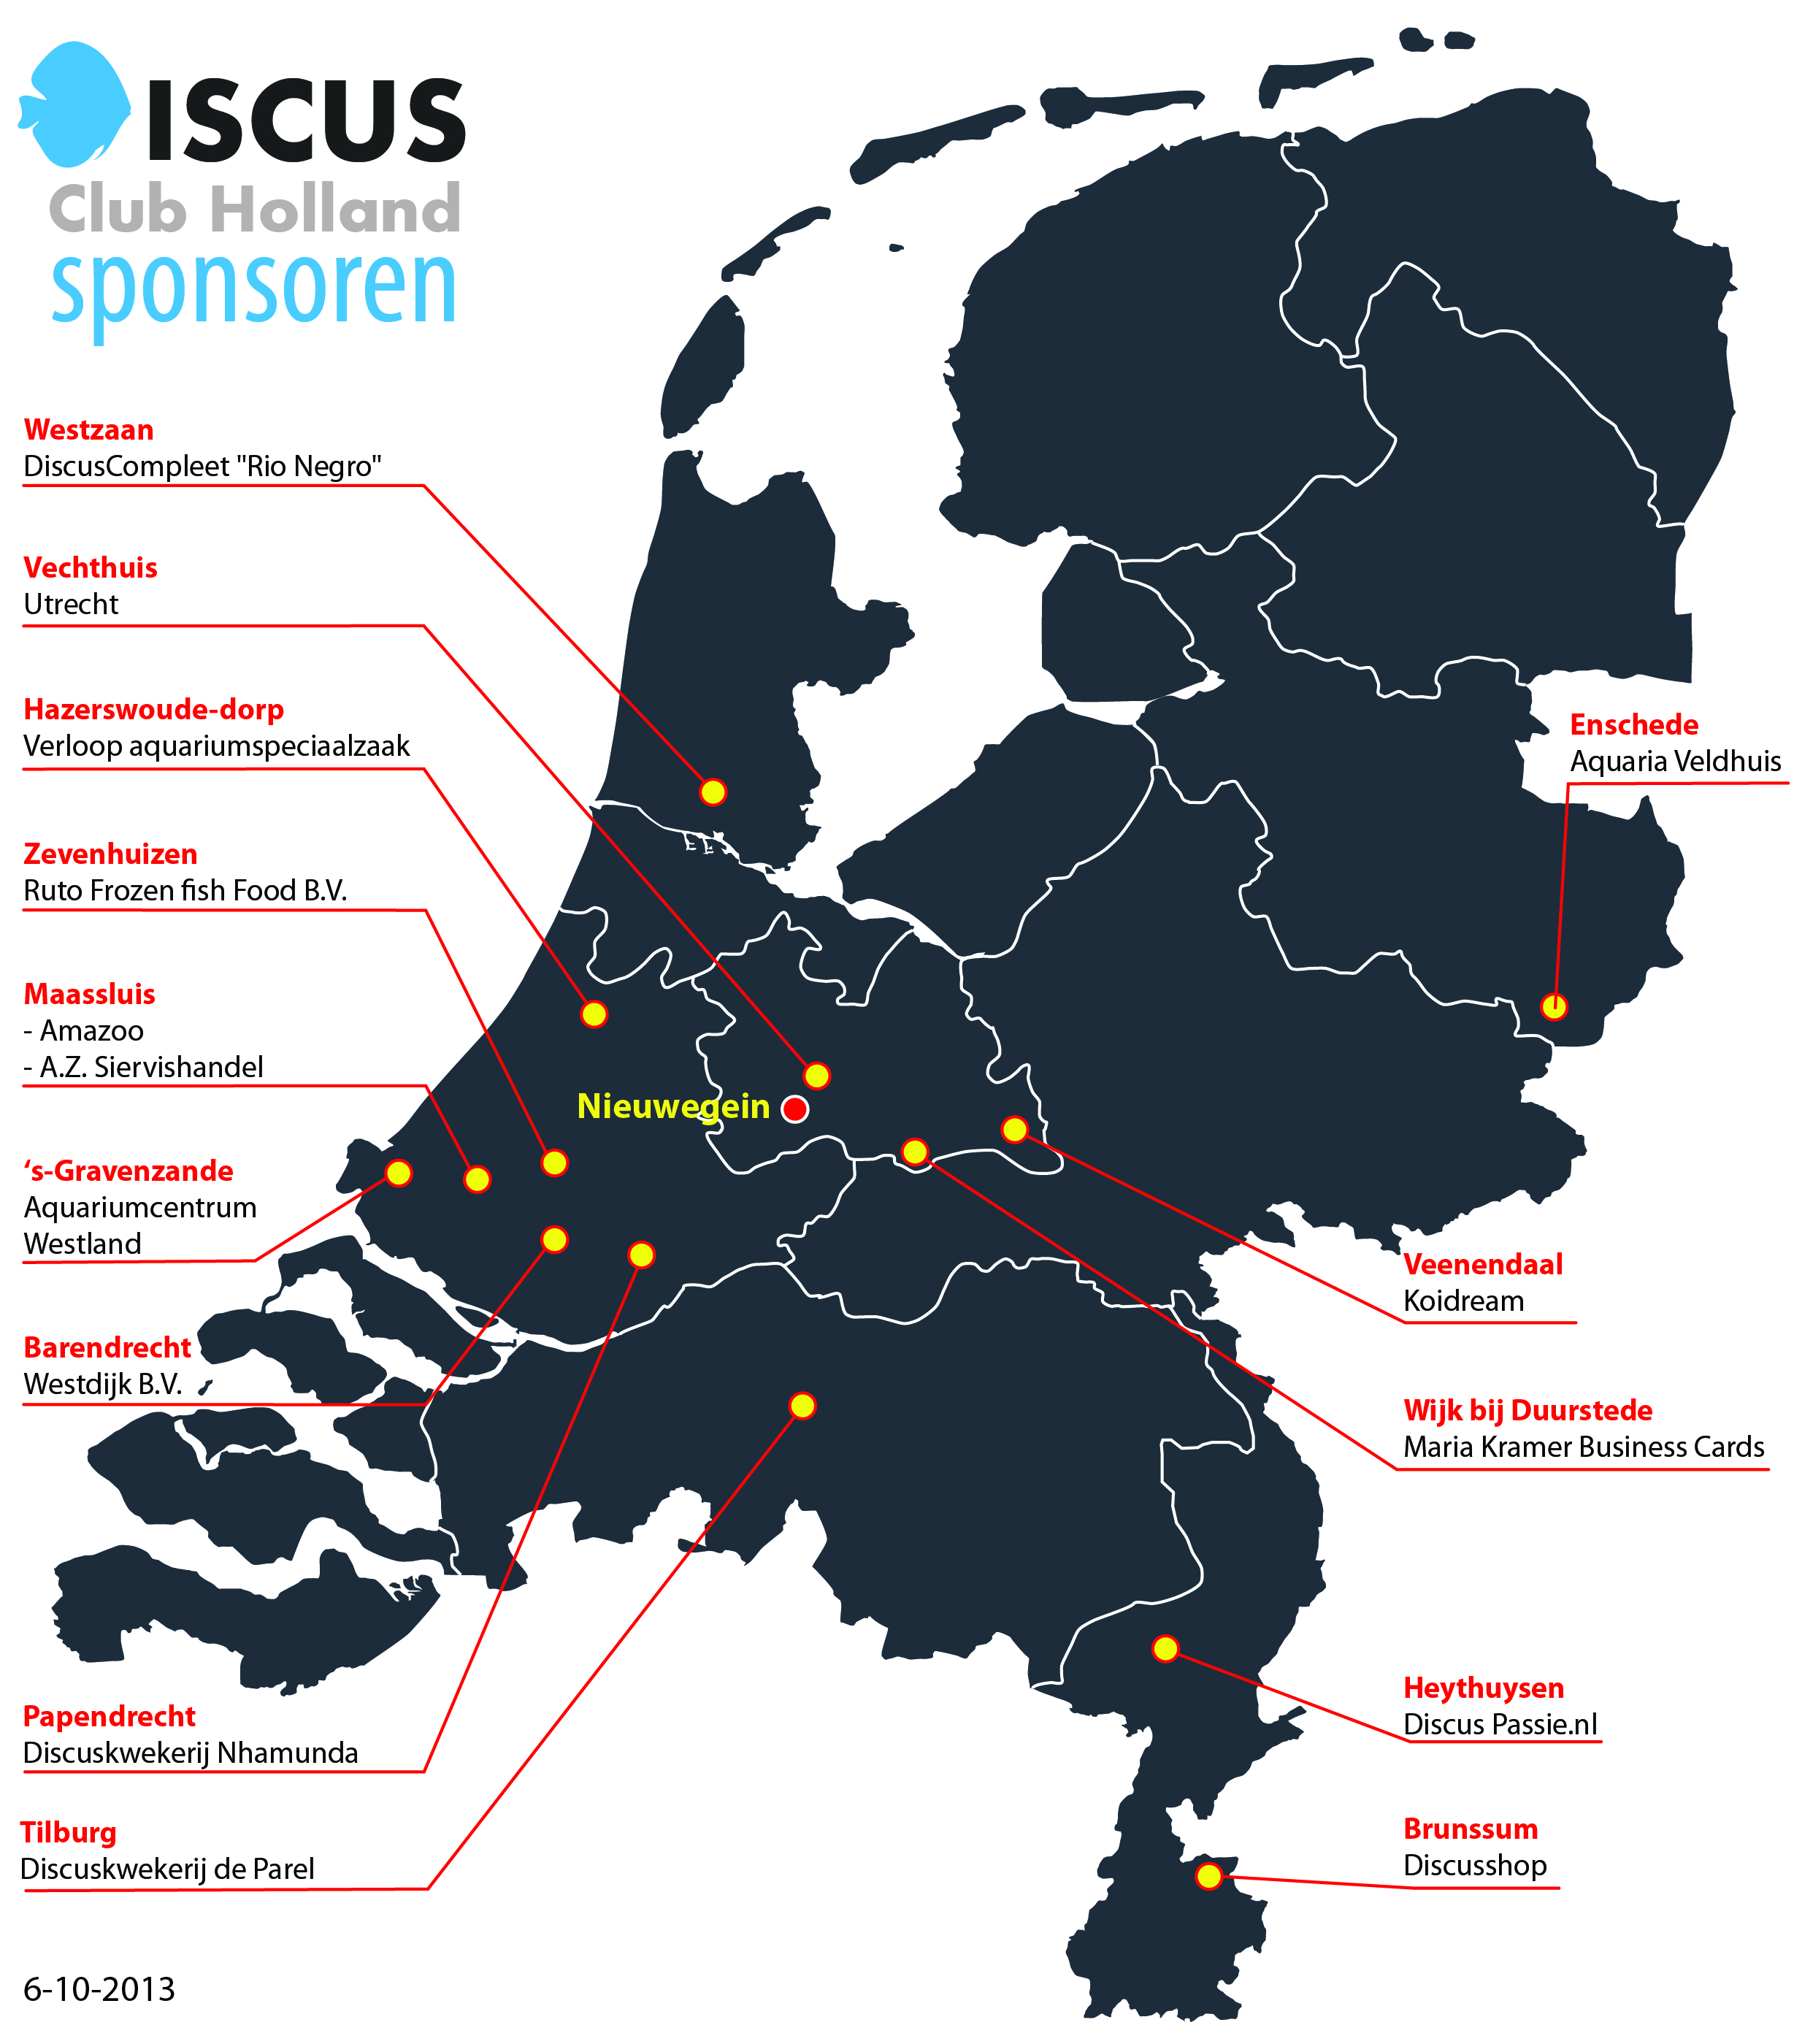 ISCUS
Club Holland
sponsoren
Westzaan
DiscusCompleet "Rio Negro"
Vechthuis
Utrecht
Hazerswoude-dorp
Verloop aquariumspeciaalzaak
Zevenhuizen
Ruto Frozen fish Food B.V.
Maassluis
- Amazoo
- A.Z. Siervishandel
‘s-Gravenzande
Aquariumcentrum
Westland
Barendrecht
Westdijk B.V.
Papendrecht
Discuskwekerij Nhamunda
Tilburg
Discuskwekerij de Parel
Nieuwegein
Enschede
Aquaria Veldhuis
Veenendaal
Koidream
Wijk bij Duurstede
Maria Kramer Business Cards
Heythuysen
Discus Passie.nl
Brunssum
Discusshop
6-10-2013